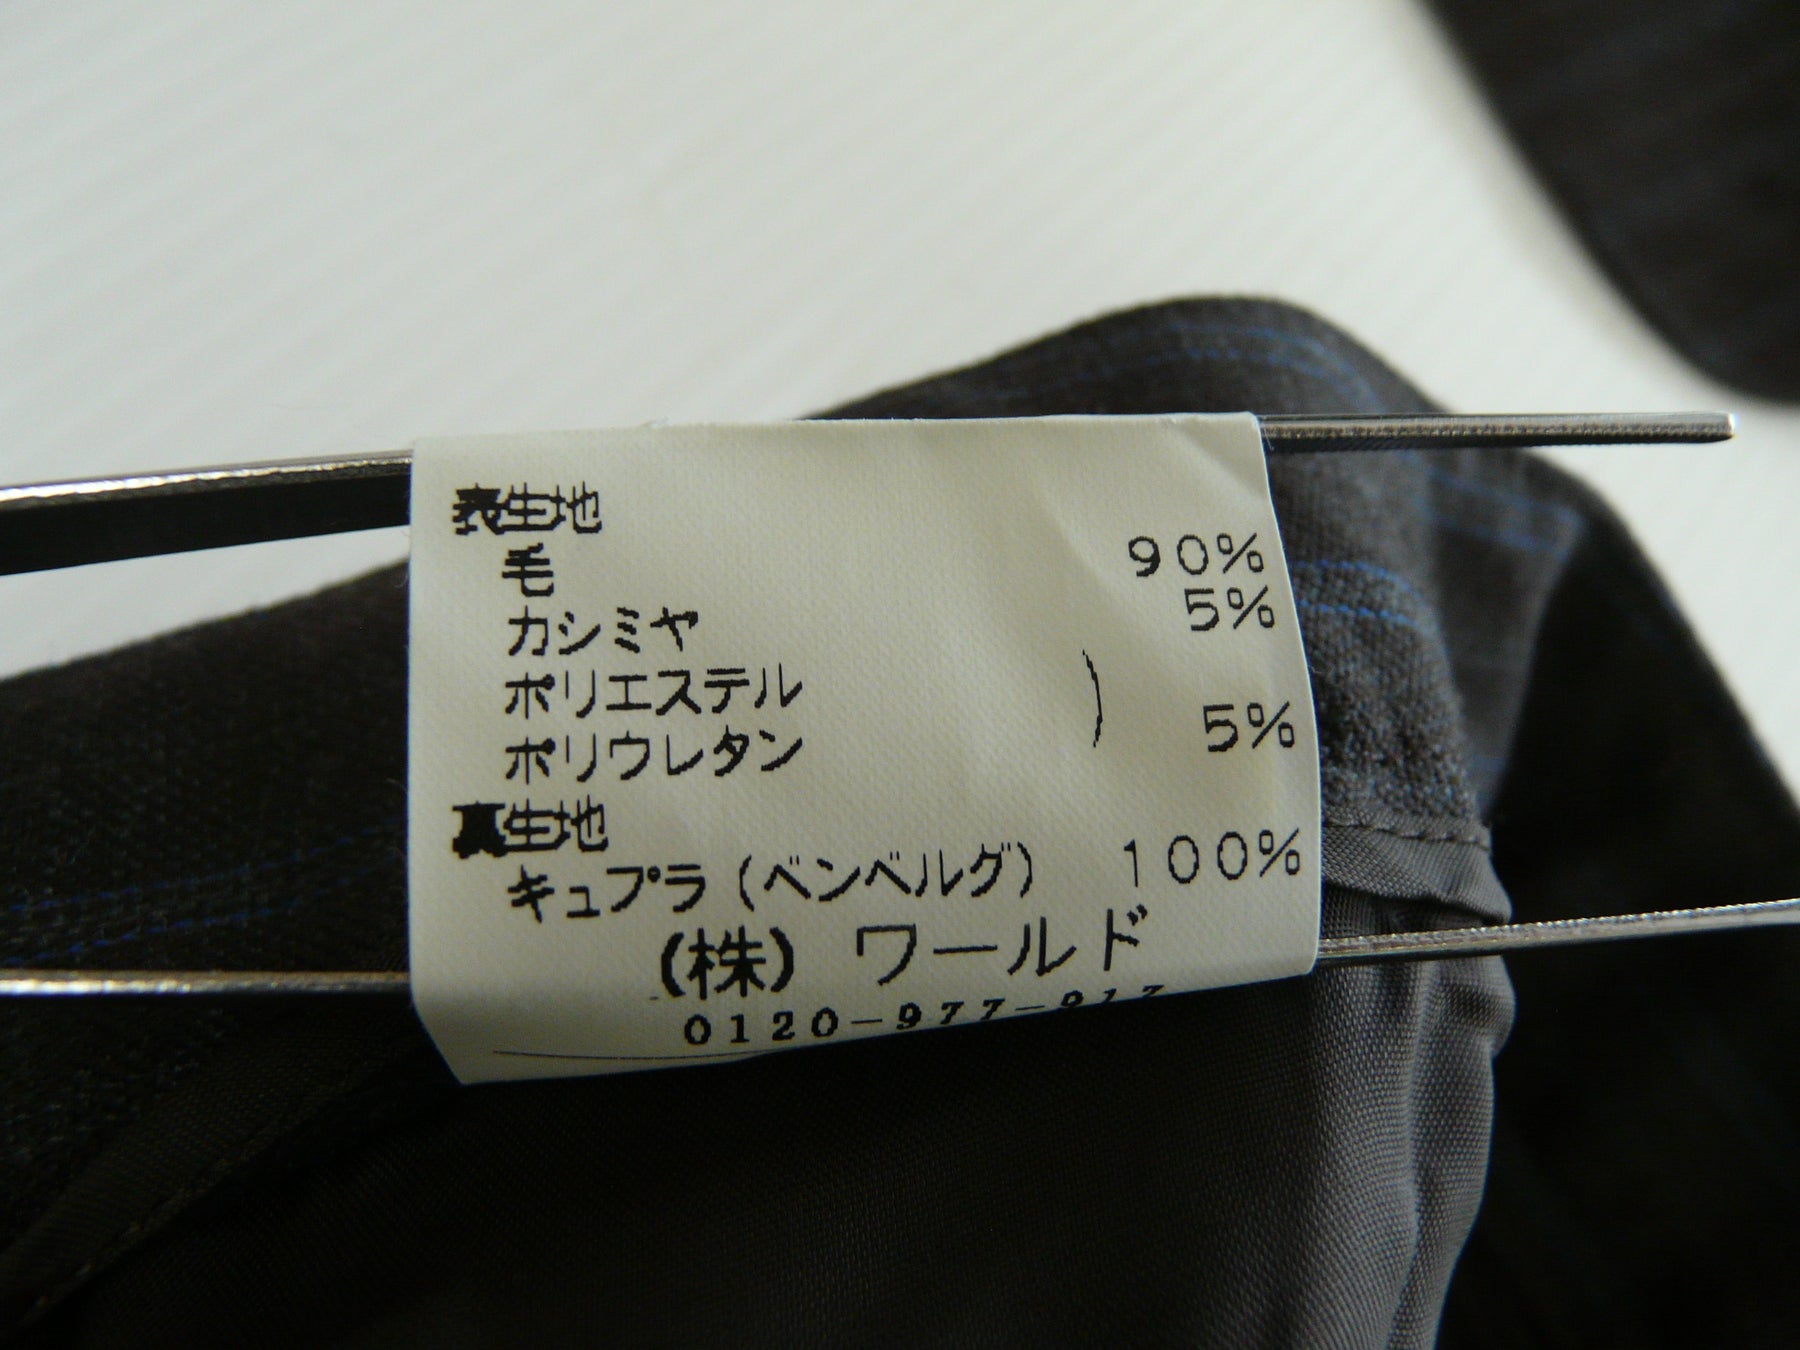 表生地
毛 90%
カシミヤ 5%
ポリエステル )
ポリウレタン 5%
裏生地
キュプラ(ベンベルグ) 100%
(株) ワールド
0120-977-917